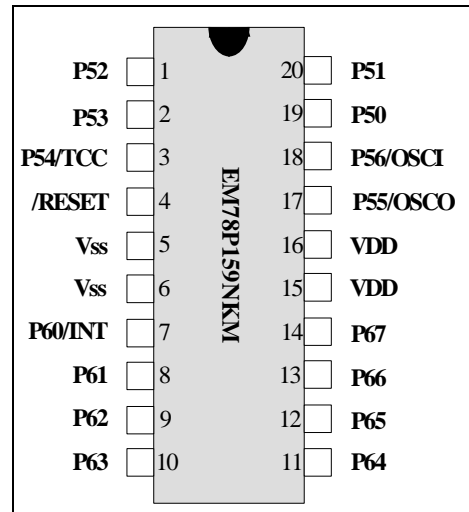 P52 1 20 P51
P53 2 19 P50
P54/TCC 3 18 P56/OSCI
/RESET 4 17 P55/OSCO
Vss 5 16 VDD
Vss 6 15 VDD
P60/INT 7 14 P67
P61 8 13 P66
P62 9 12 P65
P63 10 11 P64
EM78P159NKM